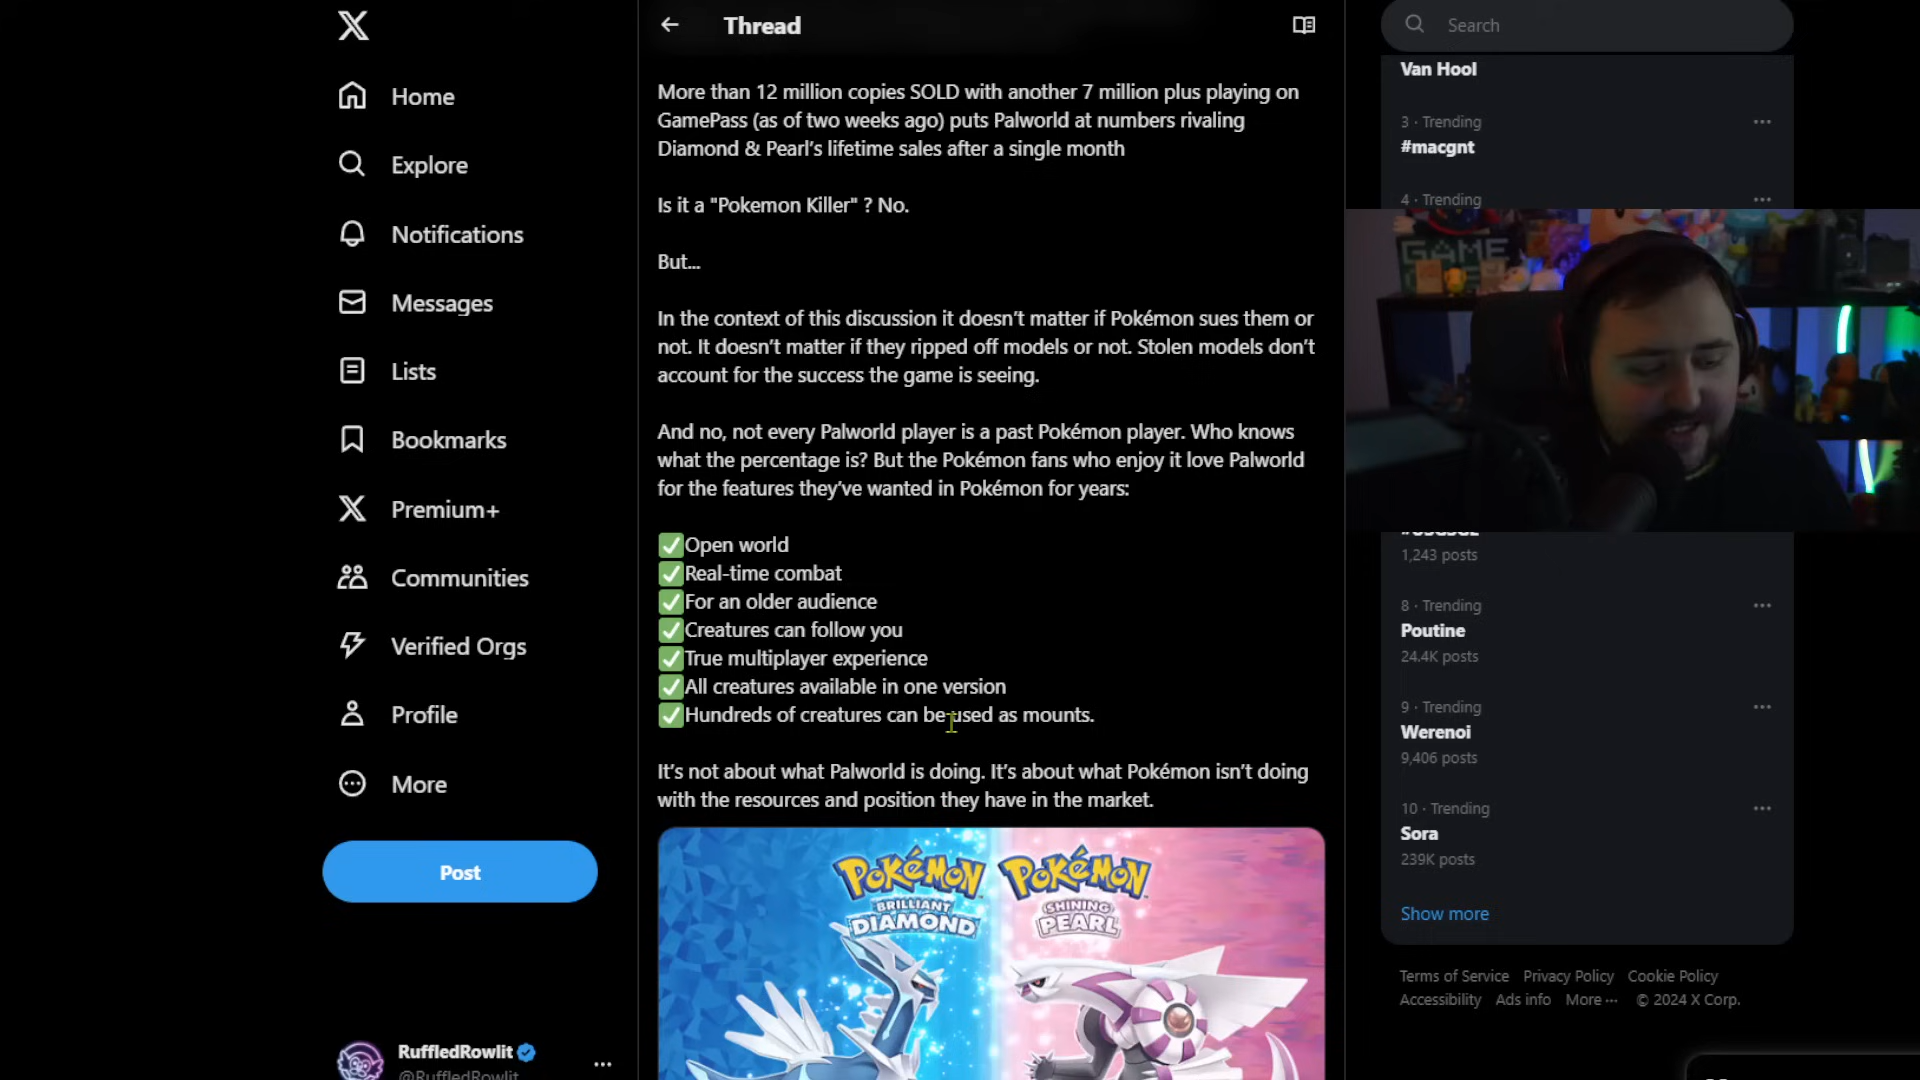 Home
Explore
Notifications
Messages
Lists
Bookmarks
Premium+
Communities
Verified Orgs
Profile
More
Post
RuffledRowlit
@RuffledRowlit
Thread
More than 12 million copies SOLD with another 7 million plus playing on
GamePass (as of two weeks ago) puts Palworld at numbers rivaling
Diamond & Pearl's lifetime sales after a single month
Is it a "Pokemon Killer" ? No.
But...
In the context of this discussion it doesn't matter if Pokémon sues them or
not. It doesn't matter if they ripped off models or not. Stolen models don't
account for the success the game is seeing.
And no, not every Palworld player is a past Pokémon player. Who knows
what the percentage is? But the Pokémon fans who enjoy it love Palworld
for the features they've wanted in Pokémon for years:
✅Open world
✅Real-time combat
✅For an older audience
✅Creatures can follow you
✅True multiplayer experience
✅All creatures available in one version
✅Hundreds of creatures can be used as mounts.
It's not about what Palworld is doing. It's about what Pokémon isn't doing
with the resources and position they have in the market.
POKéMON
BRILLIANT
DIAMOND
POKéMON
SHINING
PEARL
Search
Van Hool
3 · Trending
#macgnt
4 · Trending
GAME
1,243 posts
8 · Trending
Poutine
24.4K posts
9 · Trending
Werenoi
9,406 posts
10 · Trending
Sora
239K posts
Show more
Terms of Service Privacy Policy Cookie Policy
Accessibility Ads info More ··· © 2024 X Corp.